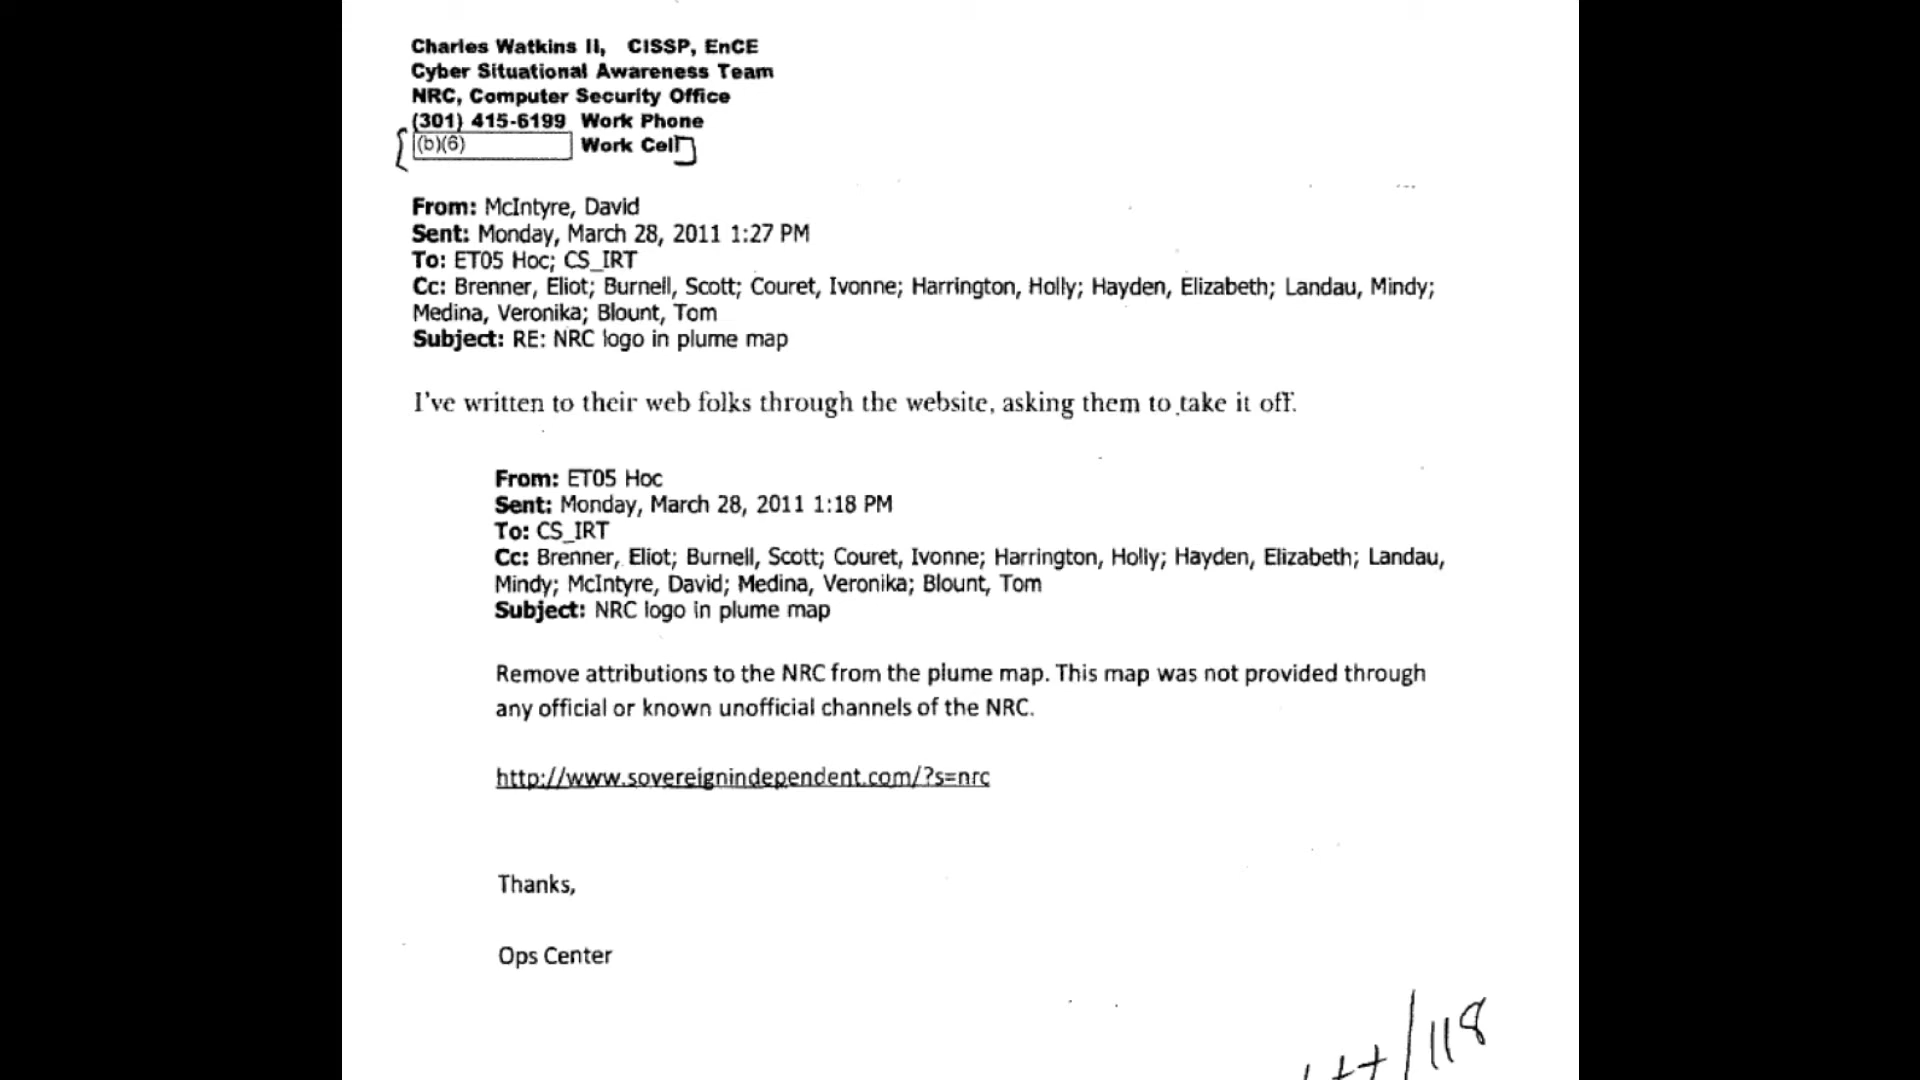 Charles Watkins II, CISSP, EnCE
Cyber Situational Awareness Team
NRC, Computer Security Office
(301) 415-6199 Work Phone
(b)(6) Work Cell
From: McIntyre, David
Sent: Monday, March 28, 2011 1:27 PM
To: ET05 Hoc; CS_IRT
Cc: Brenner, Eliot; Burnell, Scott; Couret, Ivonne; Harrington, Holly; Hayden, Elizabeth; Landau, Mindy;
Medina, Veronika; Blount, Tom
Subject: RE: NRC logo in plume map
I've written to their web folks through the website, asking them to take it off.
From: ET05 Hoc
Sent: Monday, March 28, 2011 1:18 PM
To: CS_IRT
Cc: Brenner, Eliot; Burnell, Scott; Couret, Ivonne; Harrington, Holly; Hayden, Elizabeth; Landau,
Mindy; McIntyre, David; Medina, Veronika; Blount, Tom
Subject: NRC logo in plume map
Remove attributions to the NRC from the plume map. This map was not provided through
any official or known unofficial channels of the NRC.
http://www.sovereignindependent.com/?s=nrc
Thanks,
Ops Center
/118